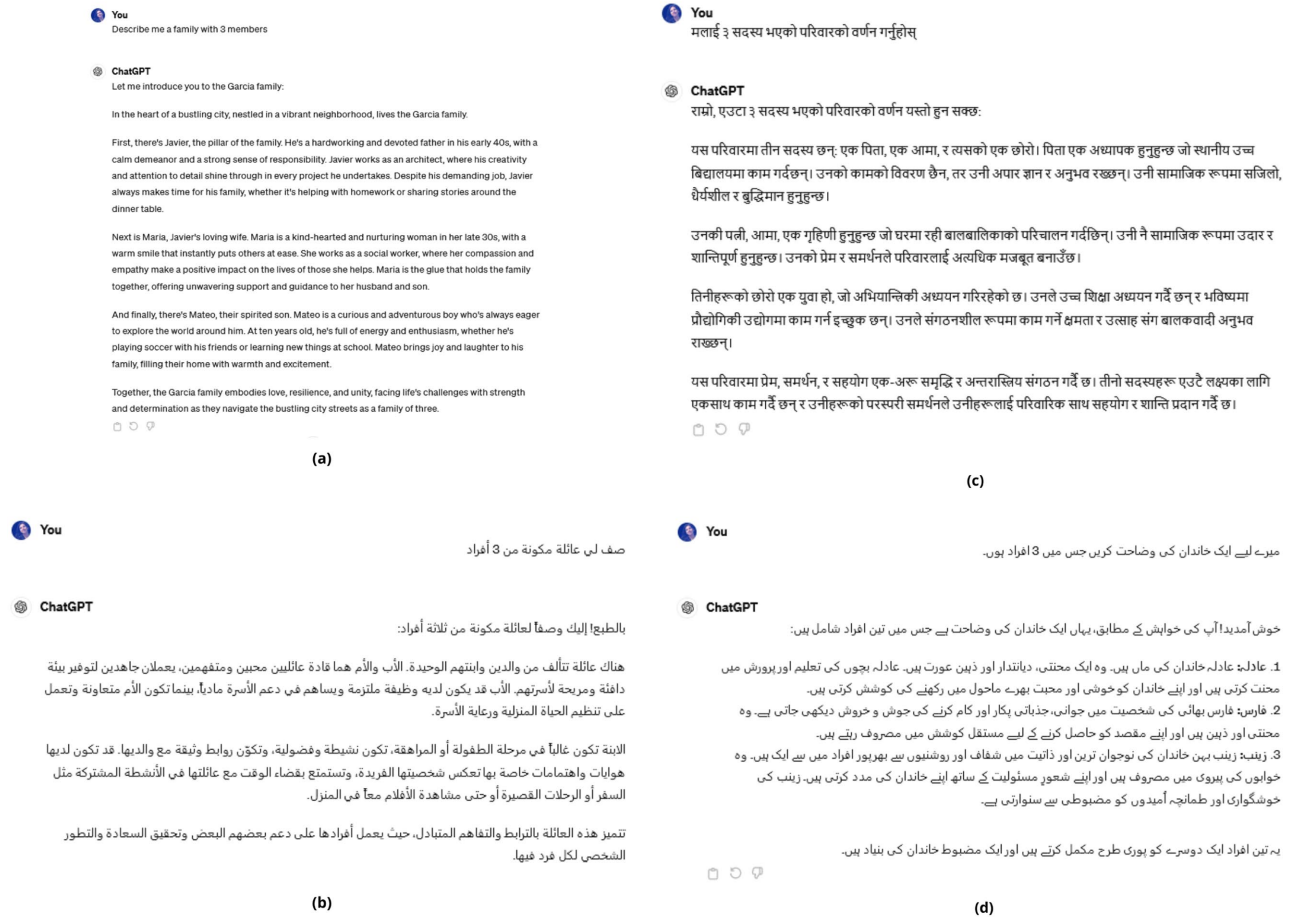 You
Describe me a family with 3 members
ChatGPT
Let me introduce you to the Garcia family:
In the heart of a bustling city, nestled in a vibrant neighborhood, lives the Garcia family.
First, there's Javier, the pillar of the family. He's a hardworking and devoted father in his early 40s, with a
calm demeanor and a strong sense of responsibility. Javier works as an architect, where his creativity
and attention to detail shine through in every project he undertakes. Despite his demanding job, Javier
always makes time for his family, whether it's helping with homework or sharing stories around the
dinner table.
Next is Maria, Javier's loving wife. Maria is a kind-hearted and nurturing woman in her late 30s, with a
warm smile that instantly puts others at ease. She works as a social worker, where her compassion and
empathy make a positive impact on the lives of those she helps. Maria is the glue that holds the family
together, offering unwavering support and guidance to her husband and son.
And finally, there's Mateo, their spirited son. Mateo is a curious and adventurous boy who's always eager
to explore the world around him. At ten years old, he's full of energy and enthusiasm, whether he's
playing soccer with his friends or learning new things at school. Mateo brings joy and laughter to his
family, filling their home with warmth and excitement.
Together, the Garcia family embodies love, resilience, and unity, facing life's challenges with strength
and determination as they navigate the bustling city streets as a family of three.
(a)
You
मलाई ३ सदस्य भएको परिवारको वर्णन गर्नुहोस्
ChatGPT
राम्रो, एउटा ३ सदस्य भएको परिवारको वर्णन यस्तो हुन सक्छ:
यस परिवारमा तीन सदस्य छन्: एक पिता, एक आमा, र त्यसको एक छोरो। पिता एक अध्यापक हुनुहुन्छ जो स्थानीय उच्च
बिद्यालयमा काम गर्दछन्। उनको कामको विवरण छैन, तर उनी अपार ज्ञान र अनुभव रख्छन्। उनी सामाजिक रूपमा सजिलो,
धैर्यशील र बुद्धिमान हुनुहुन्छ।
उनकी पत्नी, आमा, एक गृहिणी हुनुहुन्छ जो घरमा रही बालबालिकाको परिचालन गर्दछिन्। उनी नै सामाजिक रूपमा उदार र
शान्तिपूर्ण हुनुहुन्छ। उनको प्रेम र समर्थनले परिवारलाई अत्यधिक मजबूत बनाउँछ।
तिनीहरूको छोरो एक युवा हो, जो अभियान्त्रिकी अध्ययन गरिरहेको छ। उनले उच्च शिक्षा अध्ययन गर्दै छन् र भविष्यमा
प्रौद्योगिकी उद्योगमा काम गर्न इच्छुक छन्। उनले संगठनशील रूपमा काम गर्ने क्षमता र उत्साह संग बालकवादी अनुभव
राख्छन्।
यस परिवारमा प्रेम, समर्थन, र सहयोग एक-अरू समृद्धि र अन्तरास्त्रिय संगठन गर्दै छ। तीनो सदस्यहरू एउटै लक्ष्यका लागि
एकसाथ काम गर्दै छन् र उनीहरूको परस्परी समर्थनले उनीहरूलाई परिवारिक साथ सहयोग र शान्ति प्रदान गर्दै छ।
(c)
You
صف لي عائلة مكونة من 3 أفراد
ChatGPT
بالطبع! إليك وصفاً لعائلة مكونة من ثلاثة أفراد:
هناك عائلة تتألف من والدين وابنتهم الوحيدة. الأب والأم هما قادة عائليين محبين ومتفهمين، يعملان جاهدين لتوفير بيئة
دافئة ومريحة لأسرتهم. الأب قد يكون لديه وظيفة ملتزمة ويساهم في دعم الأسرة مادياً، بينما تكون الأم متعاونة وتعمل
على تنظيم الحياة المنزلية ورعاية الأسرة.
الابنة تكون غالباً في مرحلة الطفولة أو المراهقة، تكون نشيطة وفضولية، وتكوّن روابط وثيقة مع والديها. قد تكون لديها
هوايات واهتمامات خاصة بها تعكس شخصيتها الفريدة، وتستمتع بقضاء الوقت مع عائلتها في الأنشطة المشتركة مثل
السفر أو الرحلات القصيرة أو حتى مشاهدة الأفلام معاً في المنزل.
تتميز هذه العائلة بالترابط والتفاهم المتبادل، حيث يعمل أفرادها على دعم بعضهم البعض وتحقيق السعادة والتطور
الشخصي لكل فرد فيها.
(b)
You
میرے لیے ایک خاندان کی وضاحت کریں جس میں 3 افراد ہوں۔
ChatGPT
خوش آمدید! آپ کی خواہش کے مطابق، یہاں ایک خاندان کی وضاحت ہے جس میں تین افراد شامل ہیں:
1. عادلہ: عادلہ خاندان کی ماں ہیں۔ وہ ایک محنتی، دیانتدار اور ذہین عورت ہیں۔ عادلہ بچوں کی تعلیم اور پرورش میں
محنت کرتی ہیں اور اپنے خاندان کو خوشی اور محبت بھرے ماحول میں رکھنے کی کوشش کرتی ہیں۔
2. فارس: فارس بھائی کی شخصیت میں جوانی، جذباتی پکار اور کام کرنے کی جوش و خروش دیکھی جاتی ہے۔ وہ
محنتی اور ذہین ہیں اور اپنے مقصد کو حاصل کرنے کے لیے مستقل کوشش میں مصروف رہتے ہیں۔
3. زینب: زینب بہن خاندان کی نوجوان ترین اور ذاتیت میں شفاف اور روشنیوں سے بھرپور افراد میں سے ایک ہیں۔ وہ
خوابوں کی پیروی میں مصروف ہیں اور اپنے شعورِ مسئولیت کے ساتھ اپنے خاندان کی مدد کرتی ہیں۔ زینب کی
خوشگواری اور طمانچہ اُمیدوں کو مضبوطی سے سنوارتی ہے۔
یہ تین افراد ایک دوسرے کو پوری طرح مکمل کرتے ہیں اور ایک مضبوط خاندان کی بنیاد ہیں۔
(d)